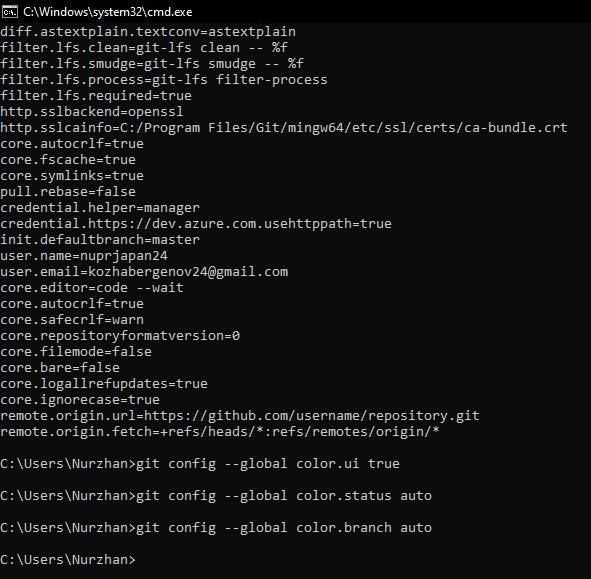 C:\Windows\system32\cmd.exe
diff.astextplain.textconv=astextplain
filter.lfs.clean=git-lfs clean -- %f
filter.lfs.smudge=git-lfs smudge -- %f
filter.lfs.process=git-lfs filter-process
filter.lfs.required=true
http.sslbackend=openssl
http.sslcainfo=C:/Program Files/Git/mingw64/etc/ssl/certs/ca-bundle.crt
core.autocrlf=true
core.fscache=true
core.symlinks=true
pull.rebase=false
credential.helper=manager
credential.https://dev.azure.com.usehttppath=true
init.defaultbranch=master
user.name=nuprjapan24
user.email=kozhabergenov24@gmail.com
core.editor=code --wait
core.autocrlf=true
core.safecrlf=warn
core.repositoryformatversion=0
core.filemode=false
core.bare=false
core.logallrefupdates=true
core.ignorecase=true
remote.origin.url=https://github.com/username/repository.git
remote.origin.fetch=+refs/heads/*:refs/remotes/origin/*
C:\Users\Nurzhan>git config --global color.ui true
C:\Users\Nurzhan>git config --global color.status auto
C:\Users\Nurzhan>git config --global color.branch auto
C:\Users\Nurzhan>